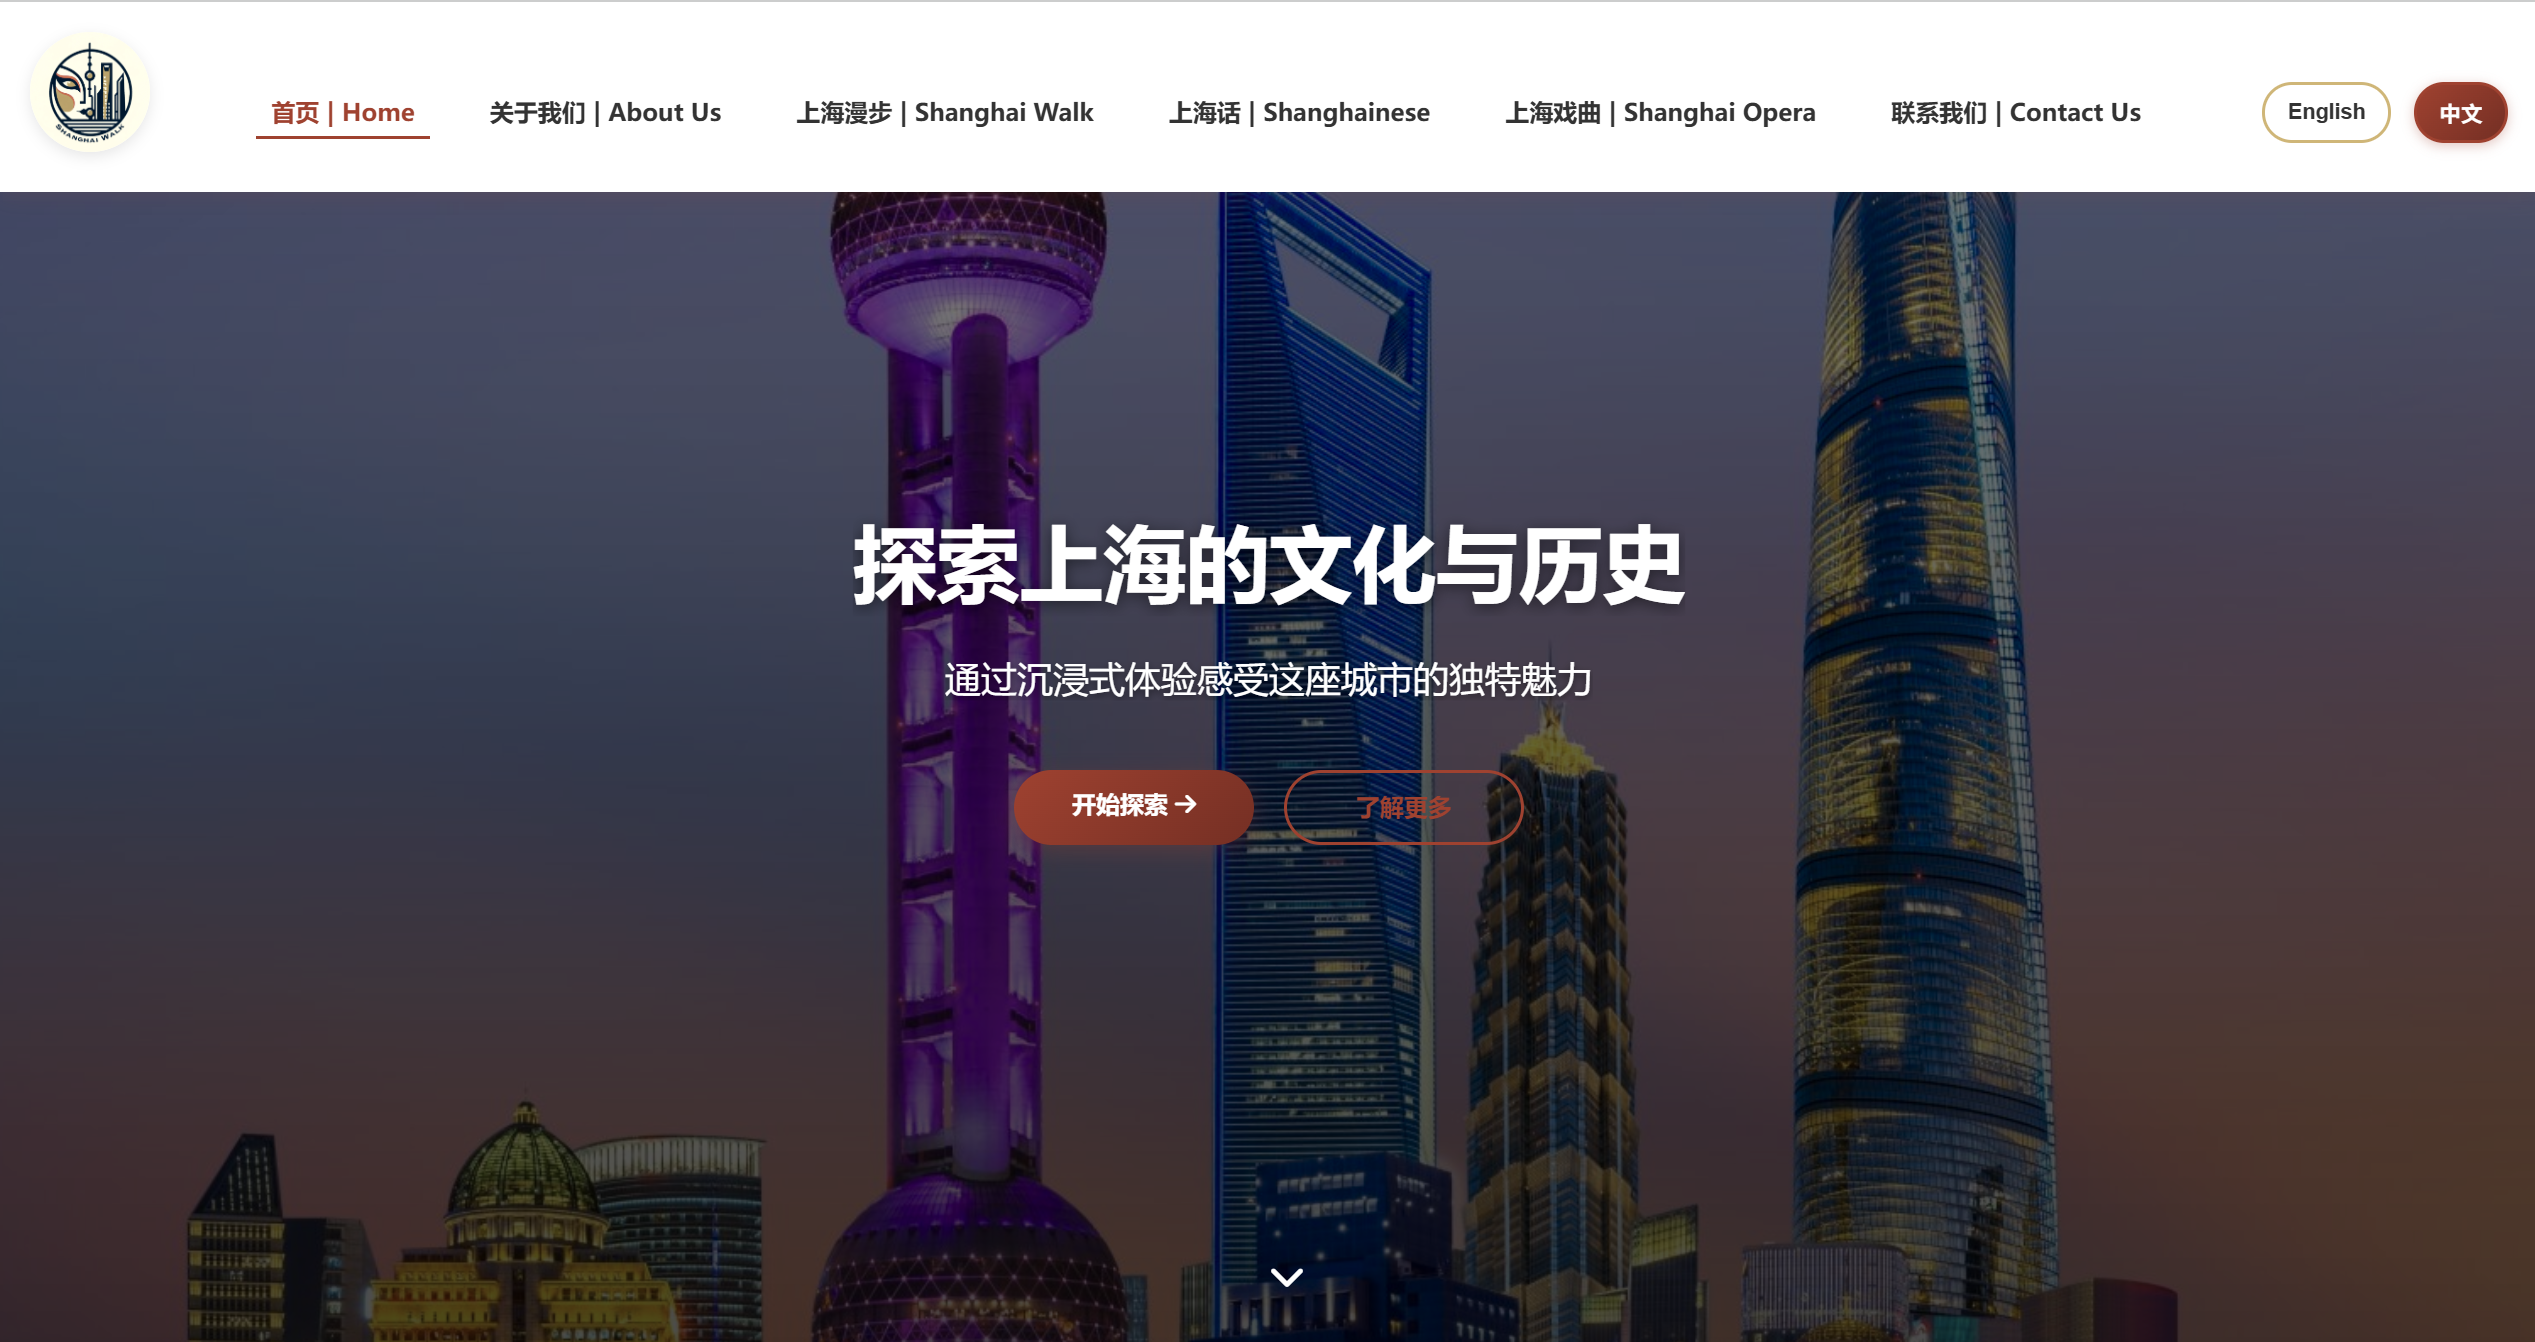 SHANGHAI WALK
首页 | Home
关于我们 | About Us
上海漫步 | Shanghai Walk
上海话 | Shanghainese
上海戏曲 | Shanghai Opera
联系我们 | Contact Us
English
中文
探索上海的文化与历史
通过沉浸式体验感受这座城市的独特魅力
开始探索 →
了解更多